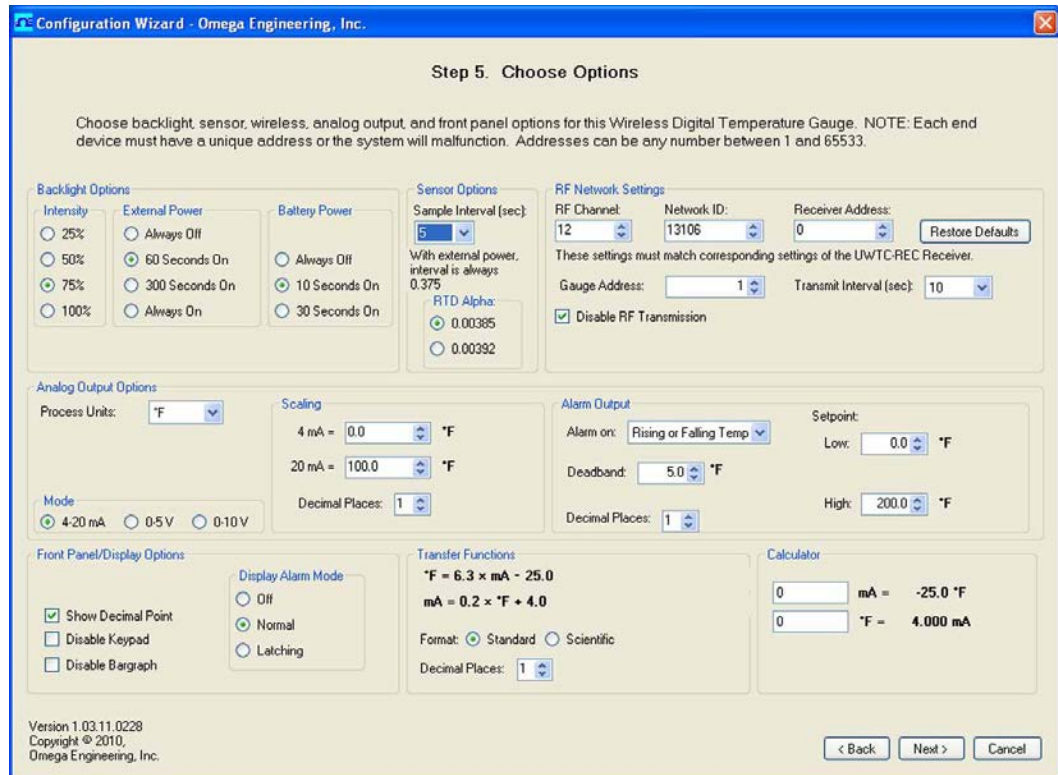 Configuration Wizard - Omega Engineering, Inc.
Step 5. Choose Options
Choose backlight, sensor, wireless, analog output, and front panel options for this Wireless Digital Temperature Gauge. NOTE: Each end
device must have a unique address or the system will malfunction. Addresses can be any number between 1 and 65533.
Backlight Options
Intensity
25%
50%
75%
100%
External Power
Always Off
60 Seconds On
300 Seconds On
Always On
Battery Power
Always Off
10 Seconds On
30 Seconds On
Sensor Options
Sample Interval (sec):
5
With external power,
interval is always
0.375
RTD Alpha:
0.00385
0.00392
RF Network Settings
RF Channel:
12
Network ID:
13106
Receiver Address:
0
Restore Defaults
These settings must match corresponding settings of the UWTC-REC Receiver.
Gauge Address: 1
Transmit Interval (sec): 10
Disable RF Transmission
Analog Output Options
Process Units: °F
Mode
4-20 mA 0-5 V 0-10 V
Scaling
4 mA = 0.0 °F
20 mA = 100.0 °F
Decimal Places: 1
Alarm Output
Alarm on: Rising or Falling Temp
Deadband: 5.0 °F
Decimal Places: 1
Setpoint:
Low: 0.0 °F
High: 200.0 °F
Front Panel/Display Options
Show Decimal Point
Disable Keypad
Disable Bargraph
Display Alarm Mode
Off
Normal
Latching
Transfer Functions
°F = 6.3 × mA - 25.0
mA = 0.2 × °F + 4.0
Format: Standard Scientific
Decimal Places: 1
Calculator
0 mA = -25.0 °F
0 °F = 4.000 mA
Version 1.03.11.0228
Copyright © 2010,
Omega Engineering, Inc.
< Back Next > Cancel